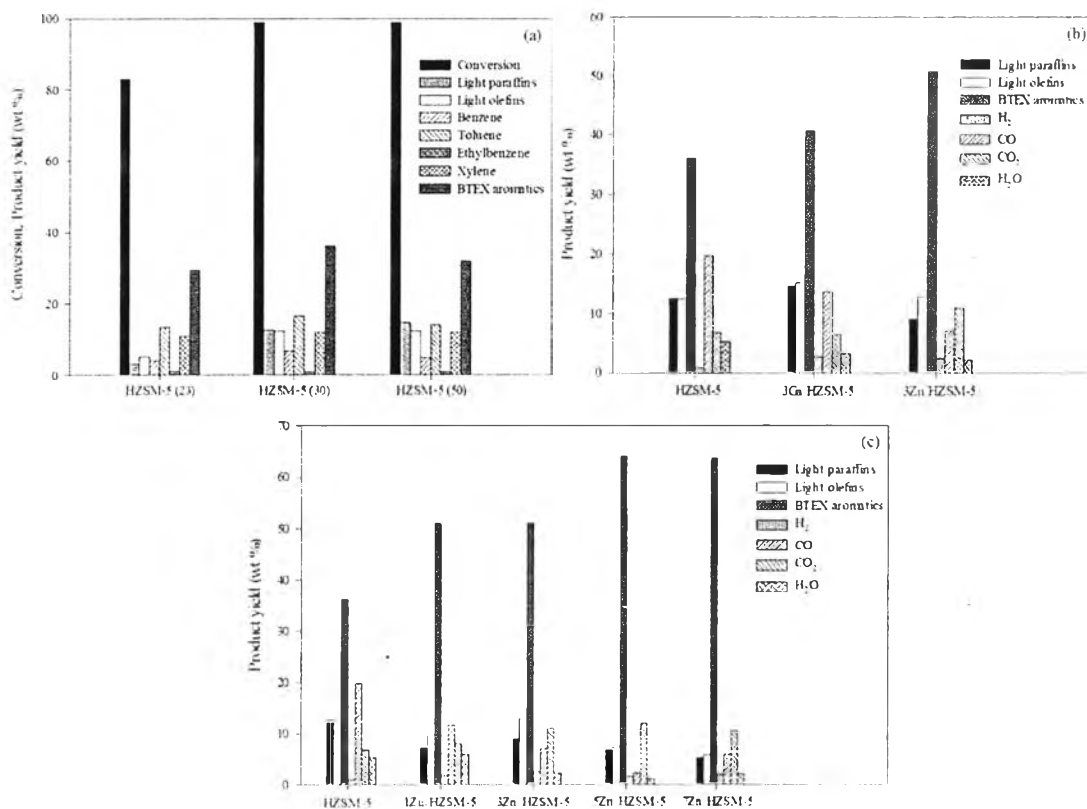 (a)
Conversion, Product yield (wt %)
100
80
60
40
20
0
Conversion
Light paraffins
Light olefins
Benzene
Toluene
Ethylbenzene
Xylene
BTEX aromatics
HZSM-5 (23)
HZSM-5 (30)
HZSM-5 (50)
(b)
Product yield (wt %)
60
50
40
30
20
10
0
Light paraffins
Light olefins
BTEX aromatics
H2
CO
CO2
H2O
HZSM-5
3Ga HZSM-5
3Zn HZSM-5
(c)
Product yield (wt %)
70
60
50
40
30
20
10
0
Light paraffins
Light olefins
BTEX aromatics
H2
CO
CO2
H2O
HZSM-5
1Zn HZSM-5
3Zn HZSM-5
5Zn HZSM-5
7Zn HZSM-5